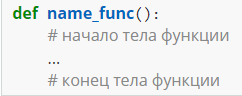 def name_func():
    # начало тела функции
    ...
    # конец тела функции